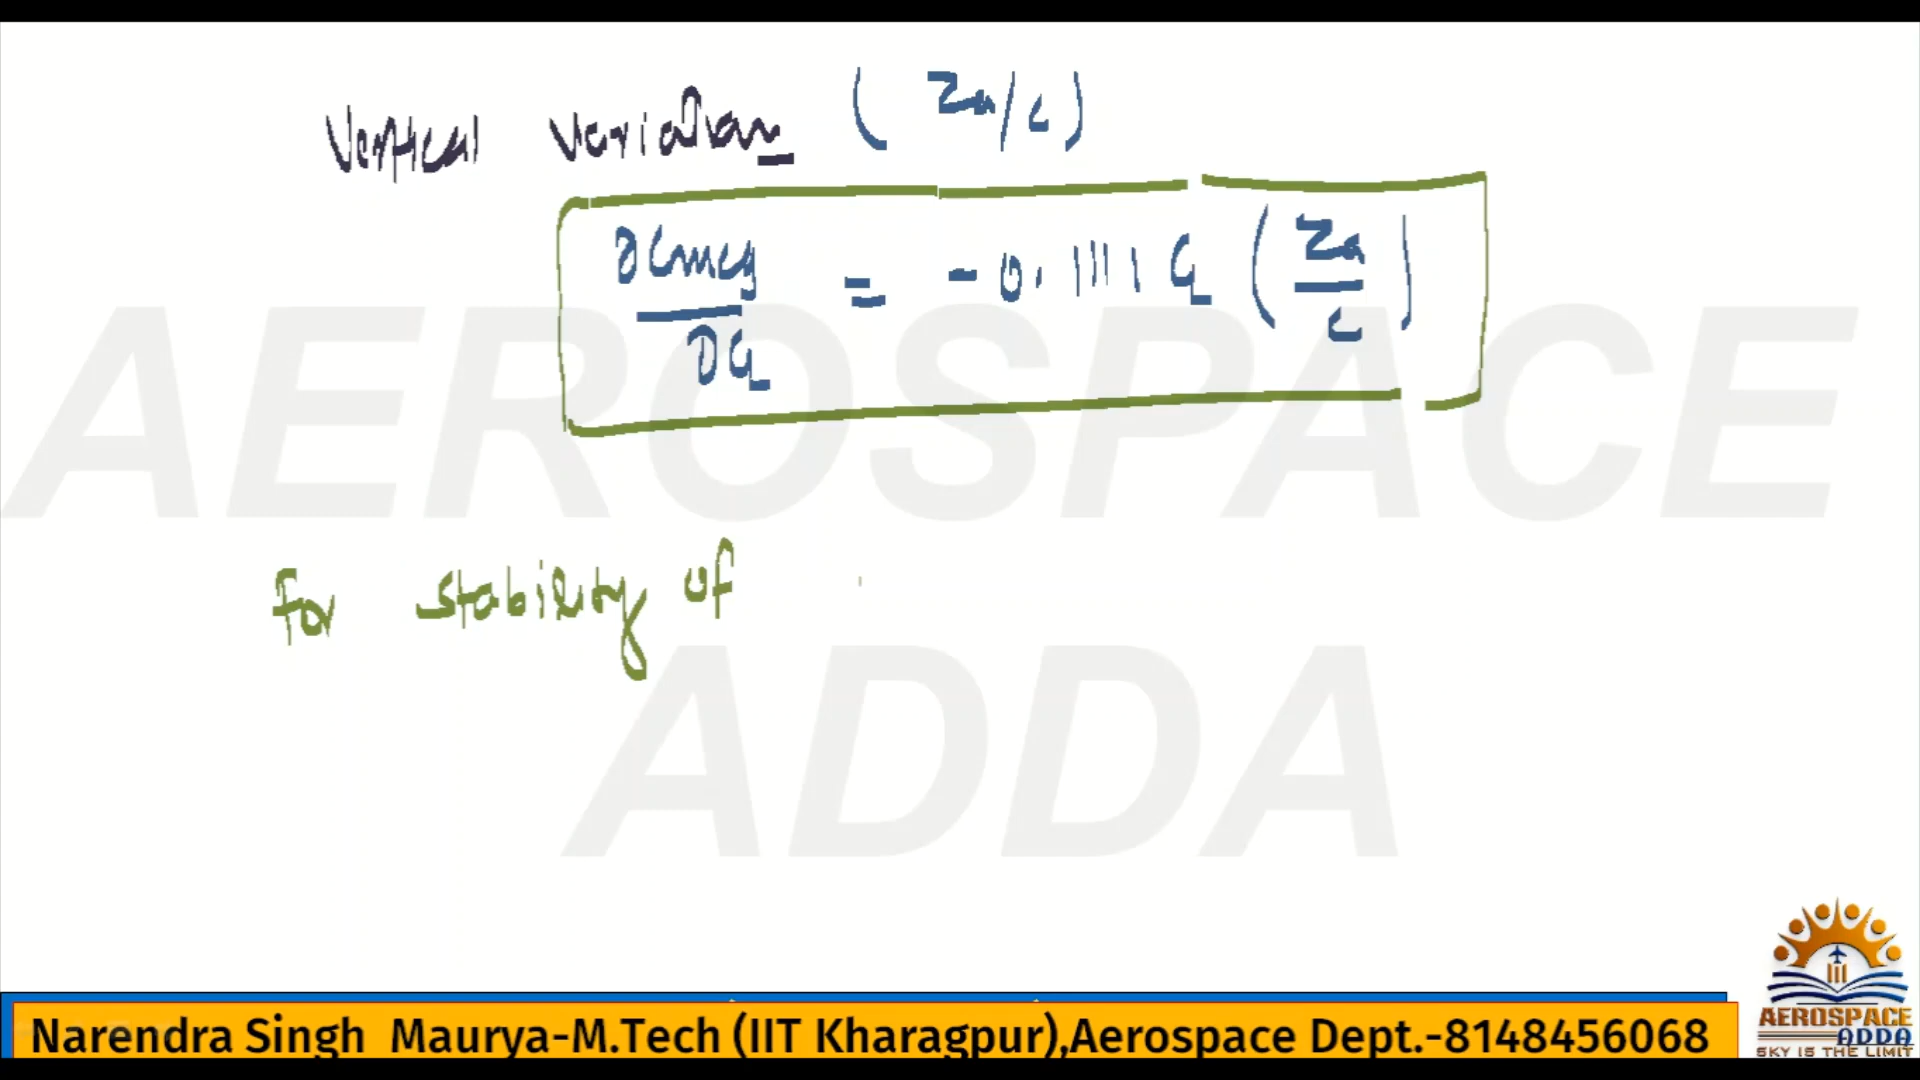 Vertical Variation (Za/c)
∂Cmcg/∂CL = -0.1111 CL (Za/c)
for stability of
AEROSPACE
ADDA
Narendra Singh Maurya-M.Tech (IIT Kharagpur),Aerospace Dept.-8148456068
AEROSPACE
ADDA
SKY IS THE LIMIT